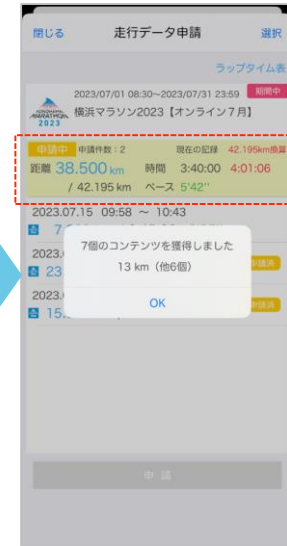 閉じる 走行データ申請 選択
ラップタイム表
2023/07/01 08:30~2023/07/31 23:59 期間中
YOKOHAMA MARATHON 2023
横浜マラソン2023【オンライン7月】
申請中 申請件数:2 現在の記録 42.195km換算
距離 38.500 km 時間 3:40:00 4:01:06
/ 42.195 km ペース 5'42''
2023.07.15 09:58 ~ 10:43
7個のコンテンツを獲得しました
13 km(他6個)
OK
申 請